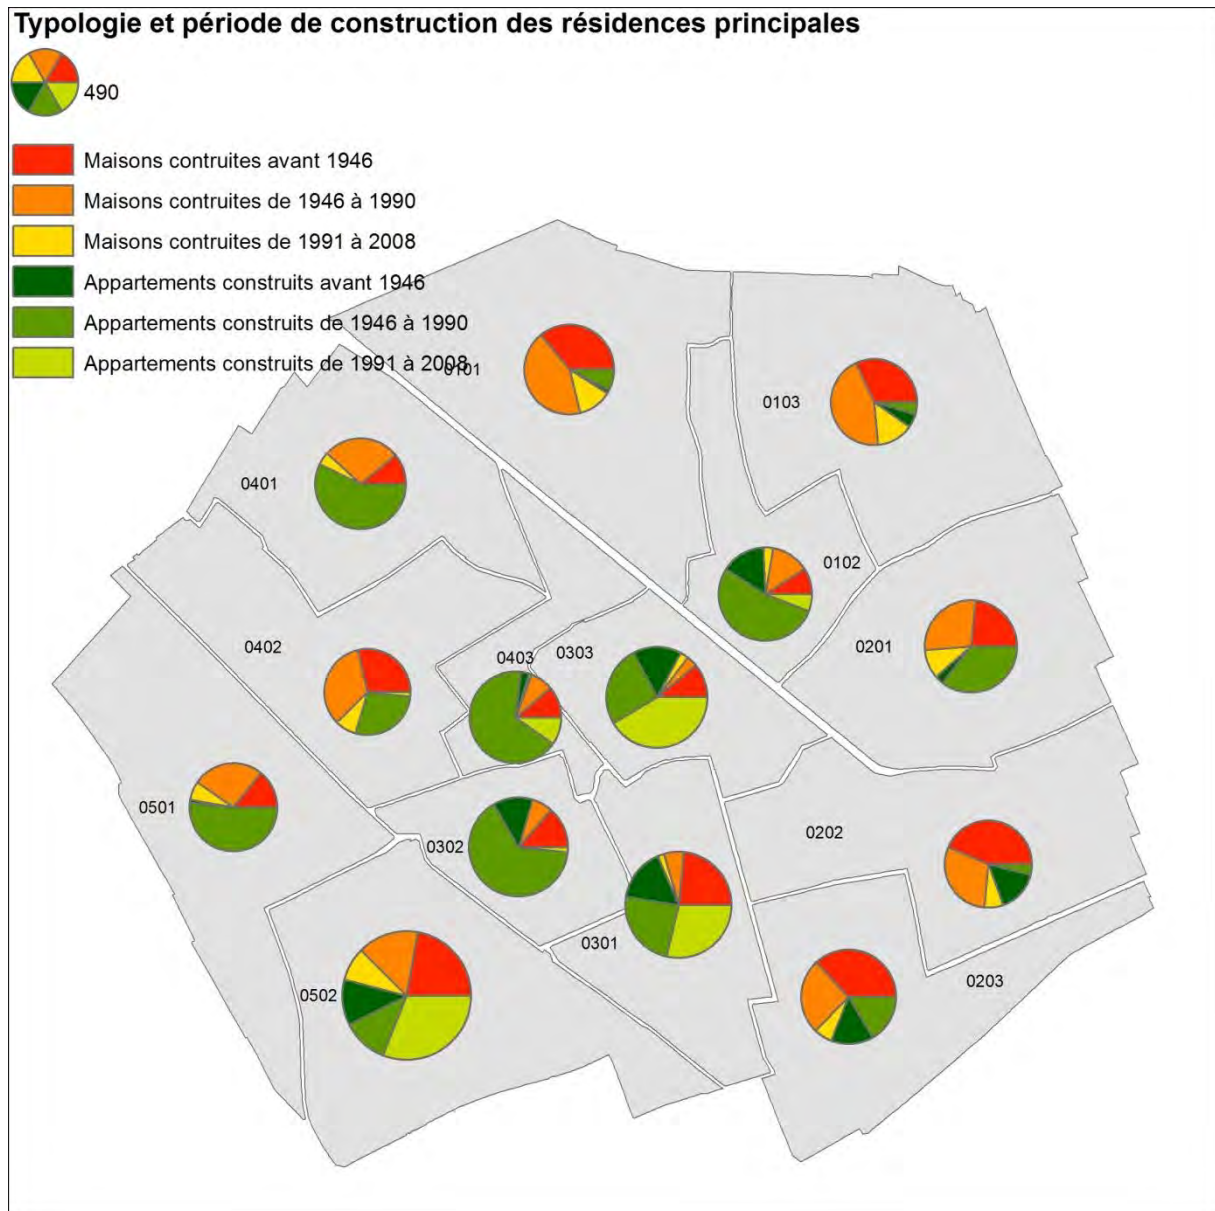 Typologie et période de construction des résidences principales
490
Maisons contruites avant 1946
Maisons contruites de 1946 à 1990
Maisons contruites de 1991 à 2008
Appartements construits avant 1946
Appartements construits de 1946 à 1990
Appartements construits de 1991 à 2008
0101
0103
0401
0102
0402
0403
0303
0201
0501
0302
0202
0301
0502
0203